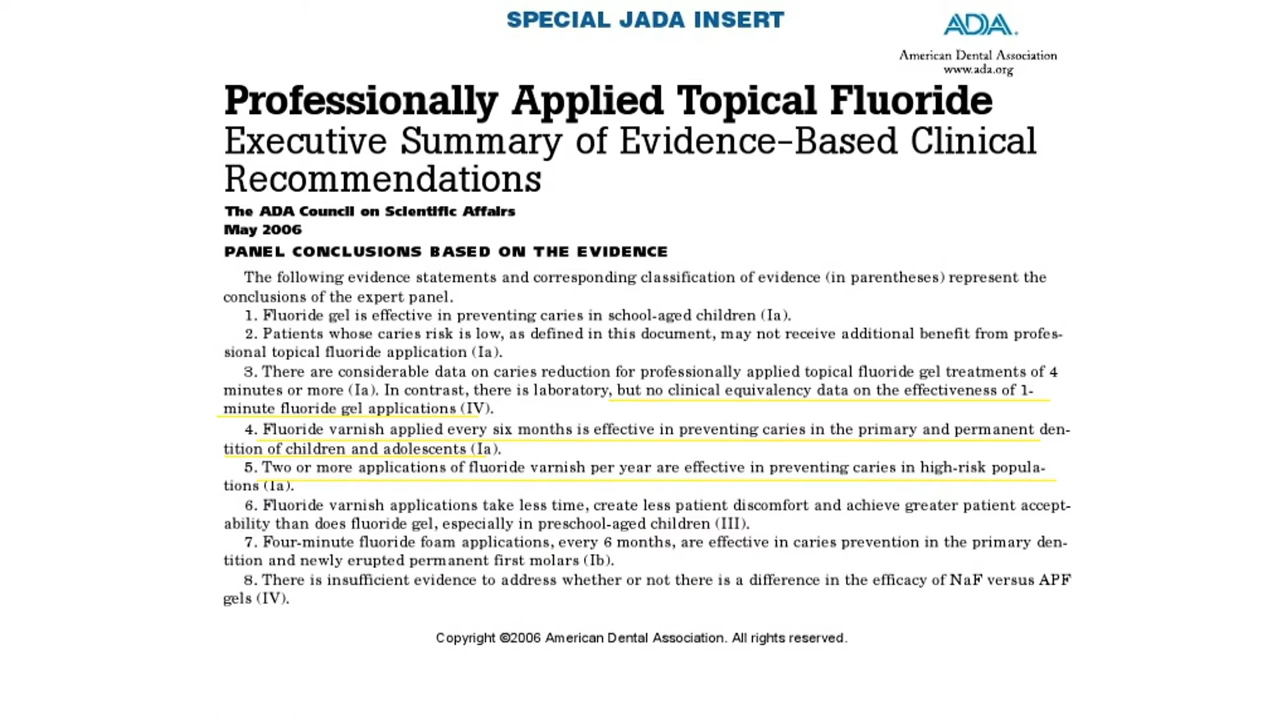 SPECIAL JADA INSERT
ADA.
American Dental Association
www.ada.org
Professionally Applied Topical Fluoride
Executive Summary of Evidence-Based Clinical
Recommendations
The ADA Council on Scientific Affairs
May 2006
PANEL CONCLUSIONS BASED ON THE EVIDENCE
The following evidence statements and corresponding classification of evidence (in parentheses) represent the
conclusions of the expert panel.
1. Fluoride gel is effective in preventing caries in school-aged children (Ia).
2. Patients whose caries risk is low, as defined in this document, may not receive additional benefit from profes-
sional topical fluoride application (Ia).
3. There are considerable data on caries reduction for professionally applied topical fluoride gel treatments of 4
minutes or more (Ia). In contrast, there is laboratory, but no clinical equivalency data on the effectiveness of 1-
minute fluoride gel applications (IV).
4. Fluoride varnish applied every six months is effective in preventing caries in the primary and permanent den-
tition of children and adolescents (Ia).
5. Two or more applications of fluoride varnish per year are effective in preventing caries in high-risk popula-
tions (Ia).
6. Fluoride varnish applications take less time, create less patient discomfort and achieve greater patient accept-
ability than does fluoride gel, especially in preschool-aged children (III).
7. Four-minute fluoride foam applications, every 6 months, are effective in caries prevention in the primary den-
tition and newly erupted permanent first molars (Ib).
8. There is insufficient evidence to address whether or not there is a difference in the efficacy of NaF versus APF
gels (IV).
Copyright ©2006 American Dental Association. All rights reserved.